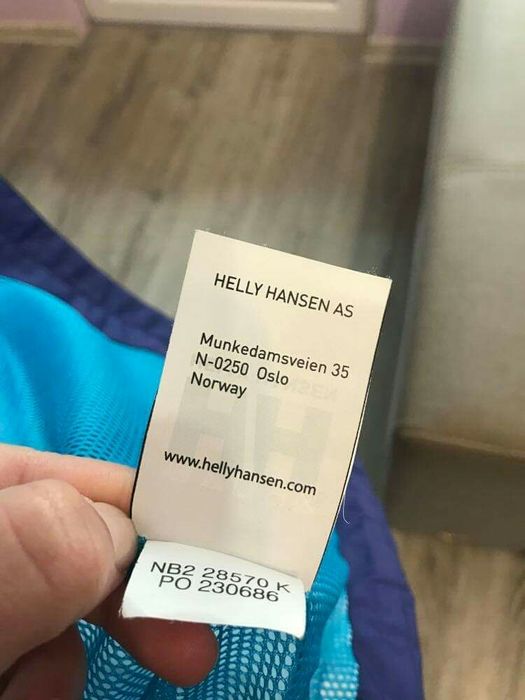 HELLY HANSEN AS
Munkedamsveien 35
N-0250 Oslo
Norway
www.hellyhansen.com
NB2 28570 K
PO 230686